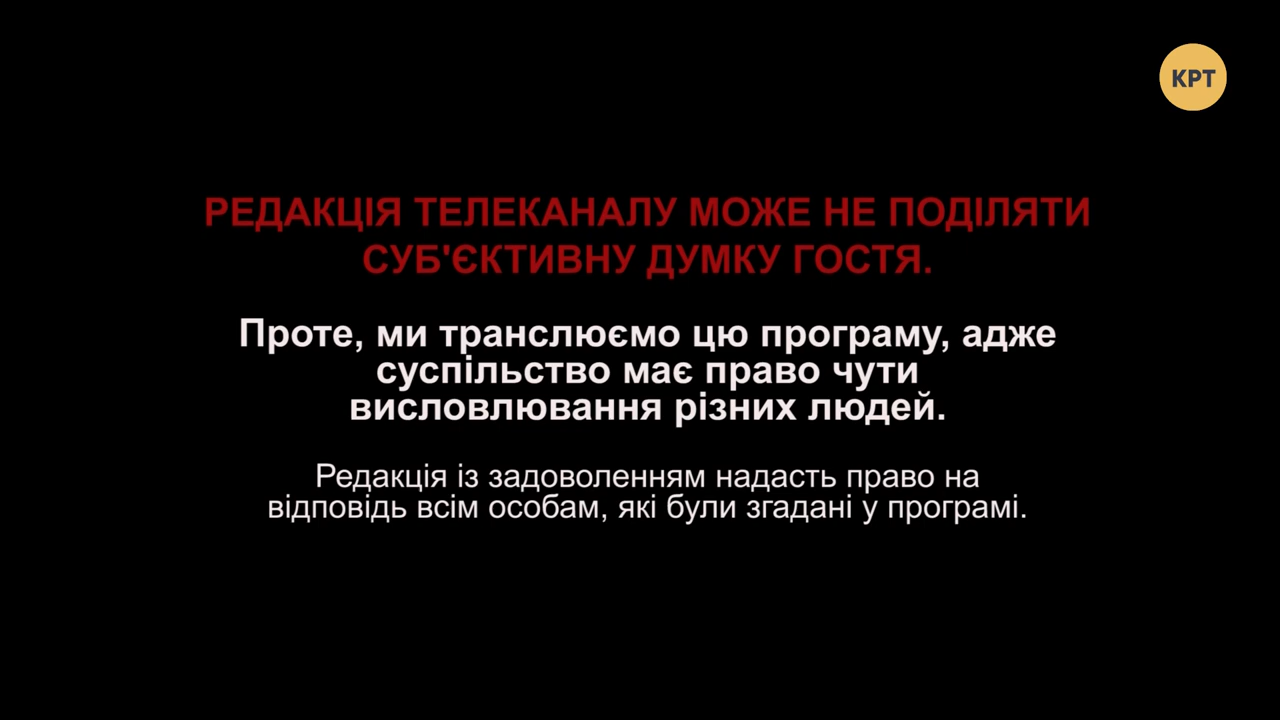 КРТ
РЕДАКЦІЯ ТЕЛЕКАНАЛУ МОЖЕ НЕ ПОДІЛЯТИ
СУБ'ЄКТИВНУ ДУМКУ ГОСТЯ.
Проте, ми транслюємо цю програму, адже
суспільство має право чути
висловлювання різних людей.
Редакція із задоволенням надасть право на
відповідь всім особам, які були згадані у програмі.